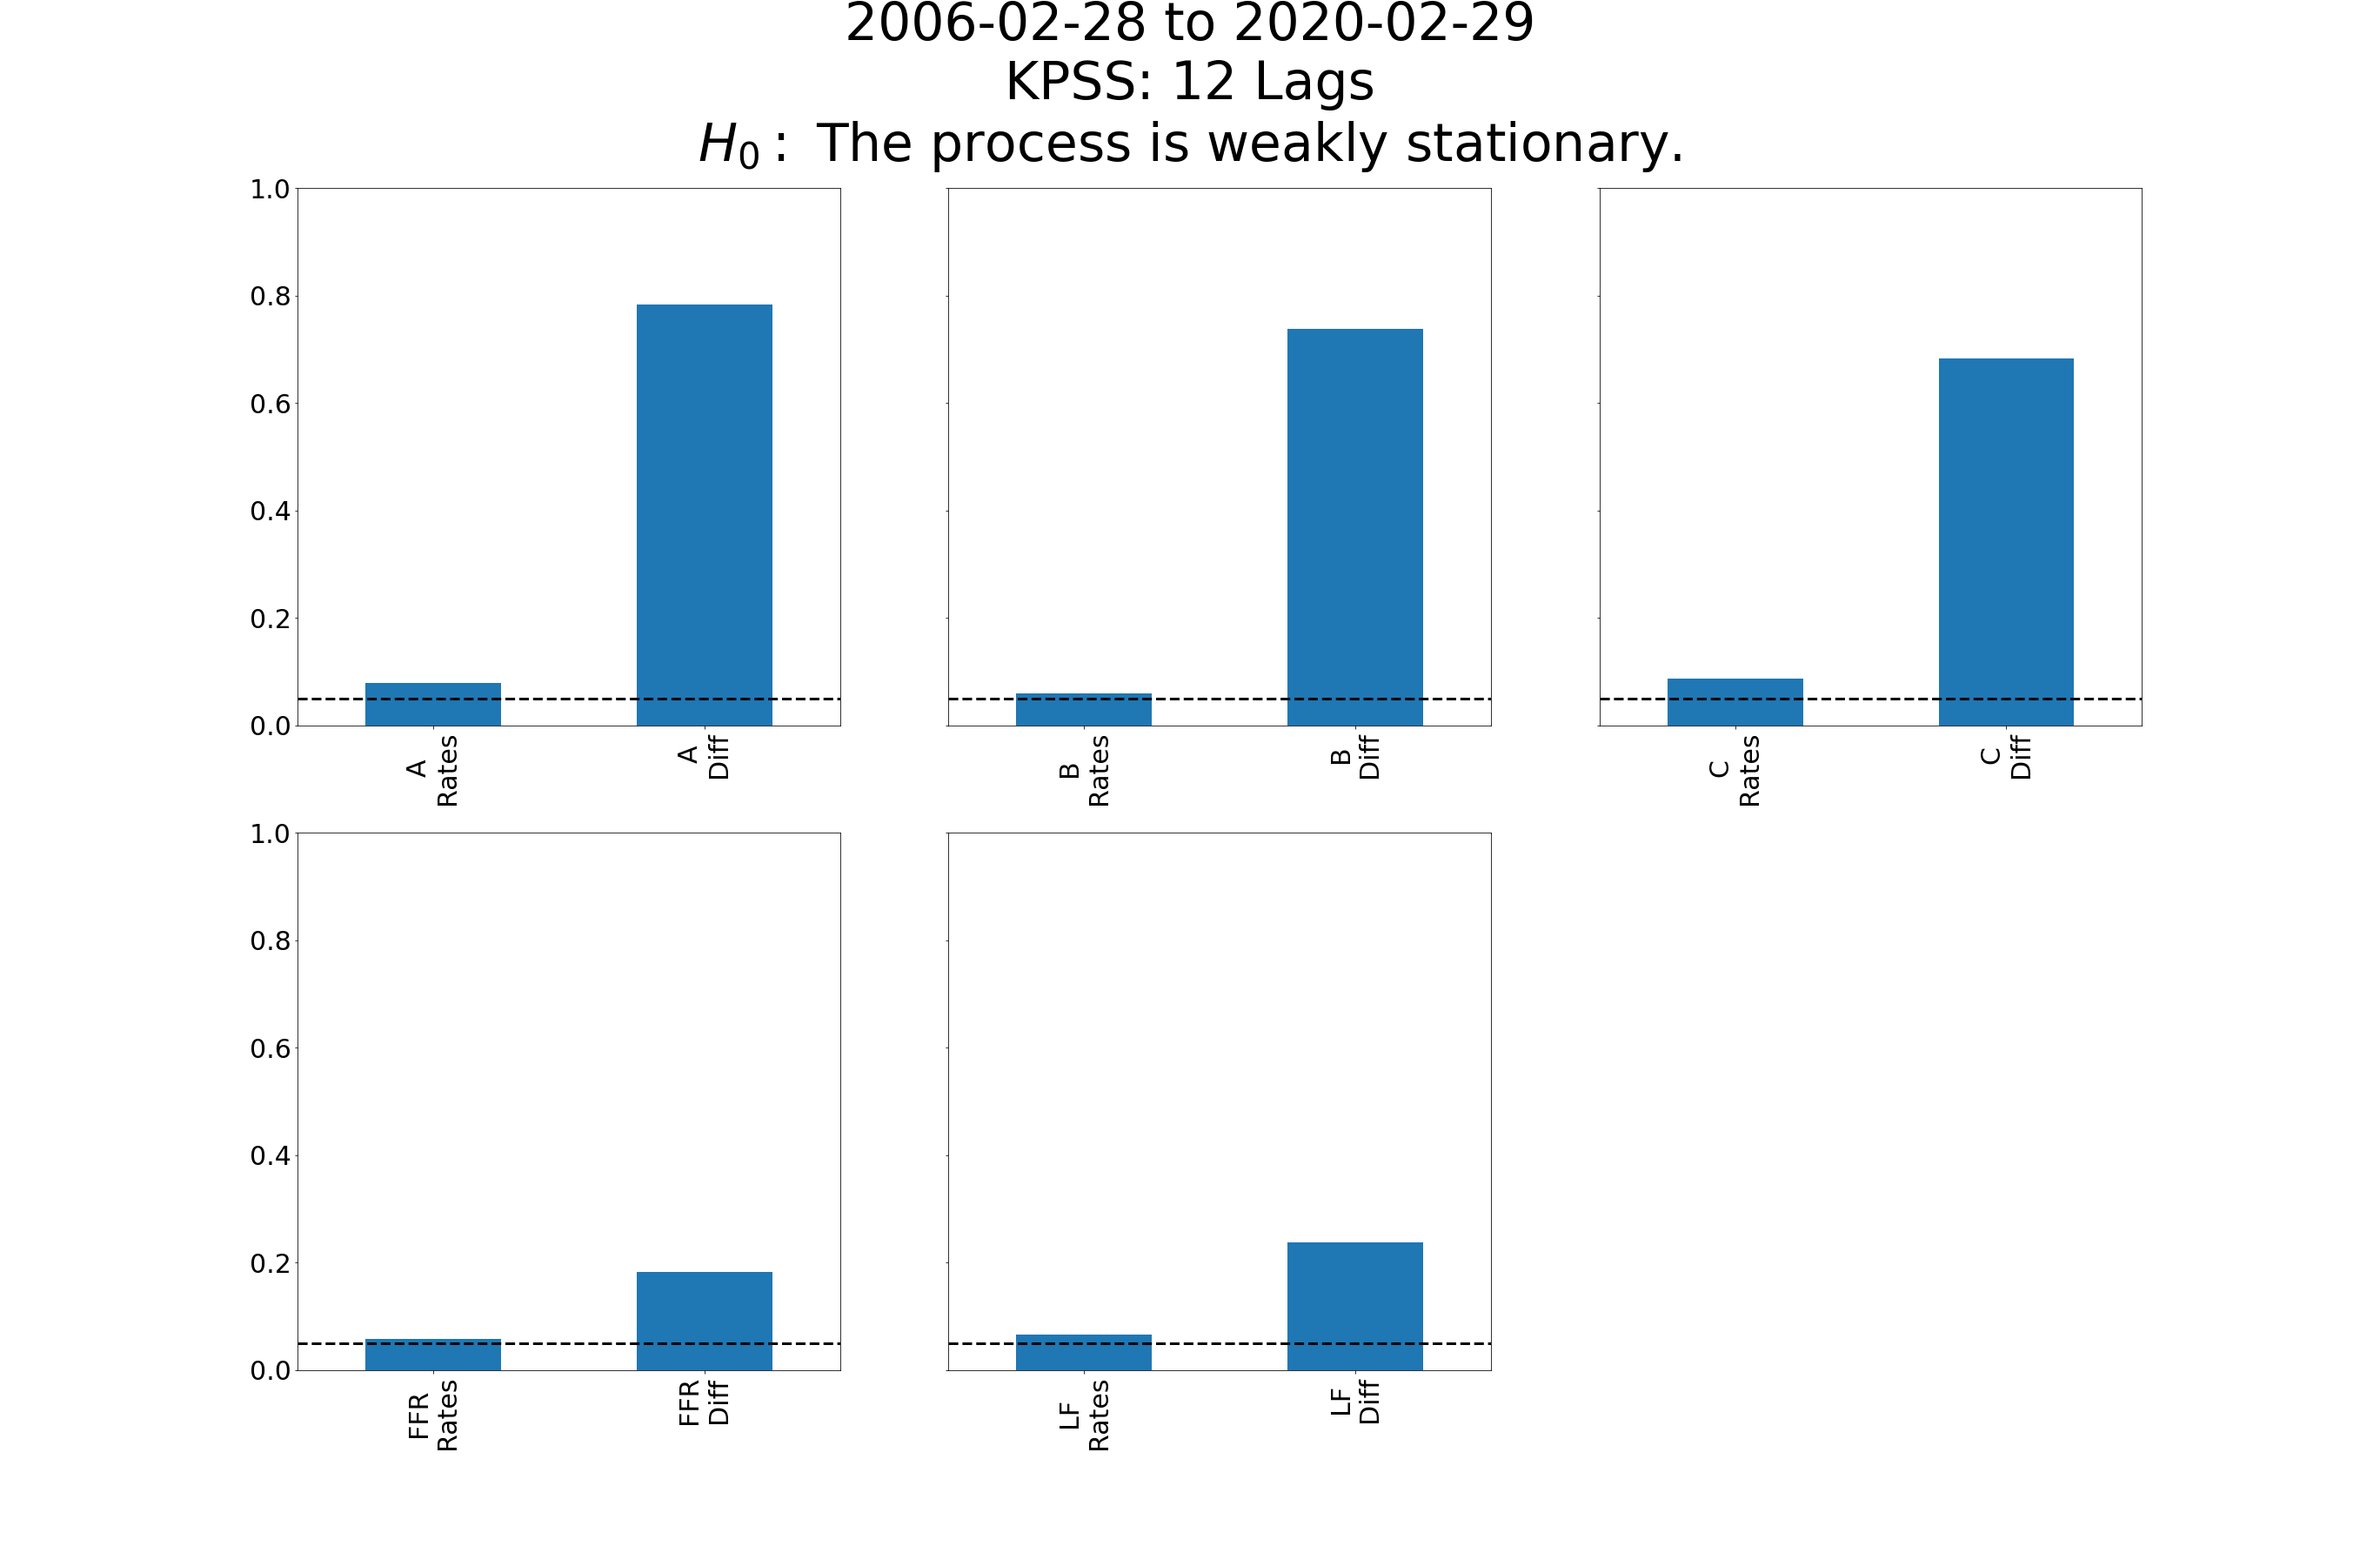 2006-02-28 to 2020-02-29
KPSS: 12 Lags
H₀ : The process is weakly stationary.
1.0
0.8
0.6
0.4
0.2
0.0
A
Rates
A
Diff
B
Rates
B
Diff
C
Rates
C
Diff
1.0
0.8
0.6
0.4
0.2
0.0
FFR
Rates
FFR
Diff
LF
Rates
LF
Diff